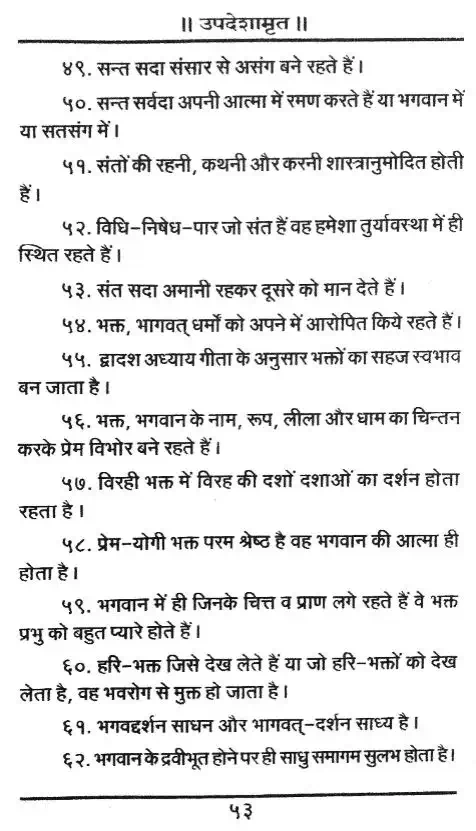 ॥ उपदेशामृत ॥
४९. सन्त सदा संसार से असंग बने रहते हैं।
५०. सन्त सर्वदा अपनी आत्मा में रमण करते हैं या भगवान में
या सतसंग में।
५१. संतों की रहनी, कथनी और करनी शास्त्रानुमोदित होती
हैं।
५२. विधि-निषेध-पार जो संत हैं वह हमेशा तुर्यावस्था में ही
स्थित रहते हैं।
५३. संत सदा अमानी रहकर दूसरे को मान देते हैं।
५४. भक्त, भागवत् धर्मों को अपने में आरोपित किये रहते हैं।
५५. द्वादश अध्याय गीता के अनुसार भक्तों का सहज स्वभाव
बन जाता है।
५६. भक्त, भगवान के नाम, रूप, लीला और धाम का चिन्तन
करके प्रेम विभोर बने रहते हैं।
५७. विरही भक्त में विरह की दशों दशाओं का दर्शन होता
रहता है।
५८. प्रेम-योगी भक्त परम श्रेष्ठ है वह भगवान की आत्मा ही
होता है।
५९. भगवान में ही जिनके चित्त व प्राण लगे रहते हैं वे भक्त
प्रभु को बहुत प्यारे होते हैं।
६०. हरि-भक्त जिसे देख लेते हैं या जो हरि-भक्तों को देख
लेता है, वह भवरोग से मुक्त हो जाता है।
६१. भगवद्दर्शन साधन और भागवत्-दर्शन साध्य है।
६२. भगवान के द्रवीभूत होने पर ही साधु समागम सुलभ होता है।
५३